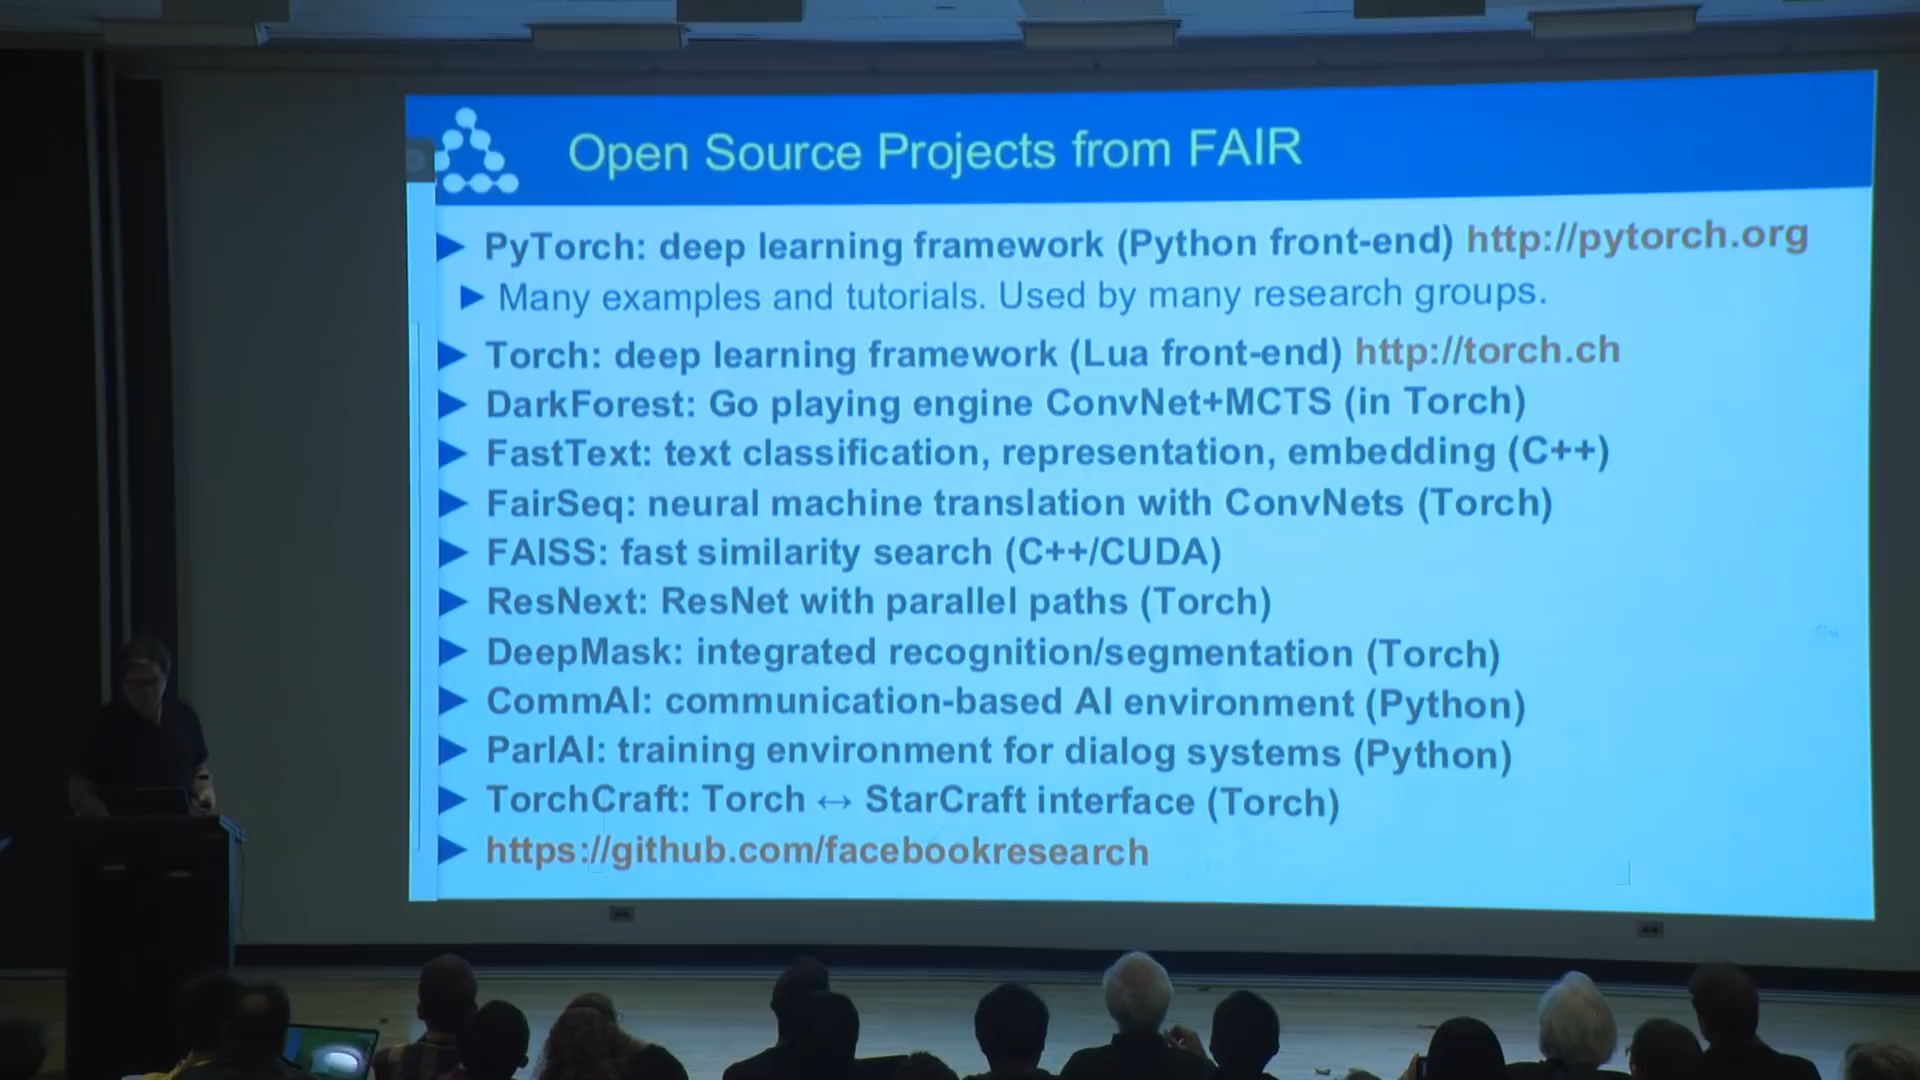 Open Source Projects from FAIR
PyTorch: deep learning framework (Python front-end) http://pytorch.org
Many examples and tutorials. Used by many research groups.
Torch: deep learning framework (Lua front-end) http://torch.ch
DarkForest: Go playing engine ConvNet+MCTS (in Torch)
FastText: text classification, representation, embedding (C++)
FairSeq: neural machine translation with ConvNets (Torch)
FAISS: fast similarity search (C++/CUDA)
ResNext: ResNet with parallel paths (Torch)
DeepMask: integrated recognition/segmentation (Torch)
CommAI: communication-based AI environment (Python)
ParlAI: training environment for dialog systems (Python)
TorchCraft: Torch ↔ StarCraft interface (Torch)
https://github.com/facebookresearch